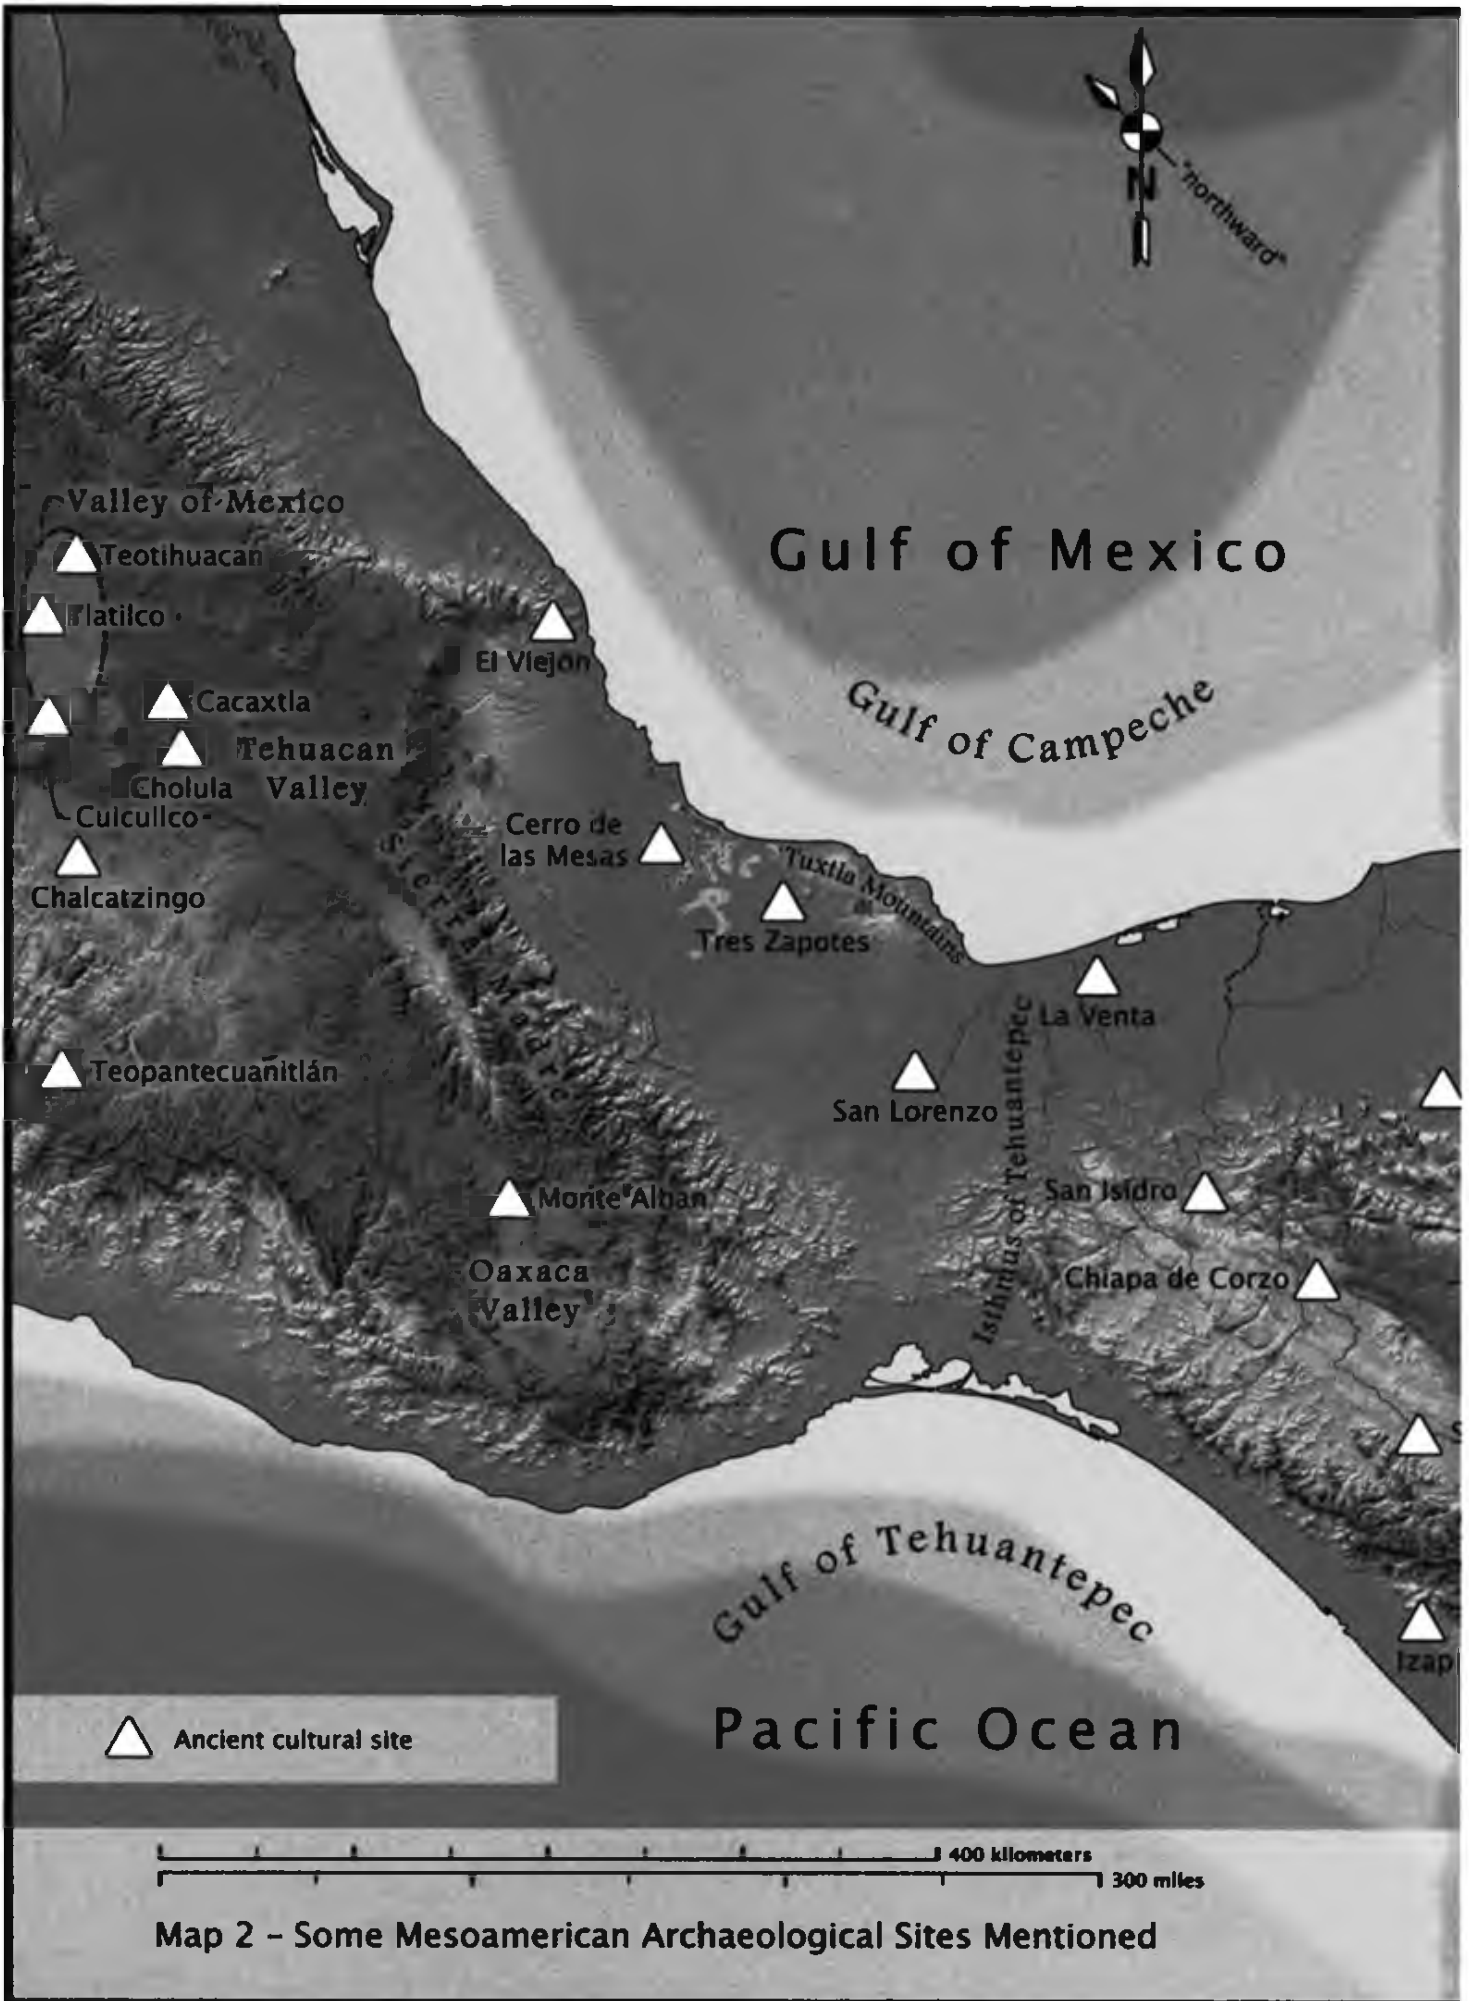 N
"northward"
Valley of Mexico
Teotihuacan
Tlatilco
Gulf of Mexico
El Viejon
Cacaxtla
Gulf of Campeche
Tehuacan
Valley
Cholula
Cuicuilco
Cerro de
las Mesas
Tuxtla Mountains
Sierra Madre
Chalcatzingo
Tres Zapotes
La Venta
Isthmus of Tehuantepec
Teopantecuanitlán
San Lorenzo
San Isidro
Monte Alban
Oaxaca
Valley
Chiapa de Corzo
S
Gulf of Tehuantepec
Izap
Pacific Ocean
Ancient cultural site
400 kilometers
300 miles
Map 2 – Some Mesoamerican Archaeological Sites Mentioned